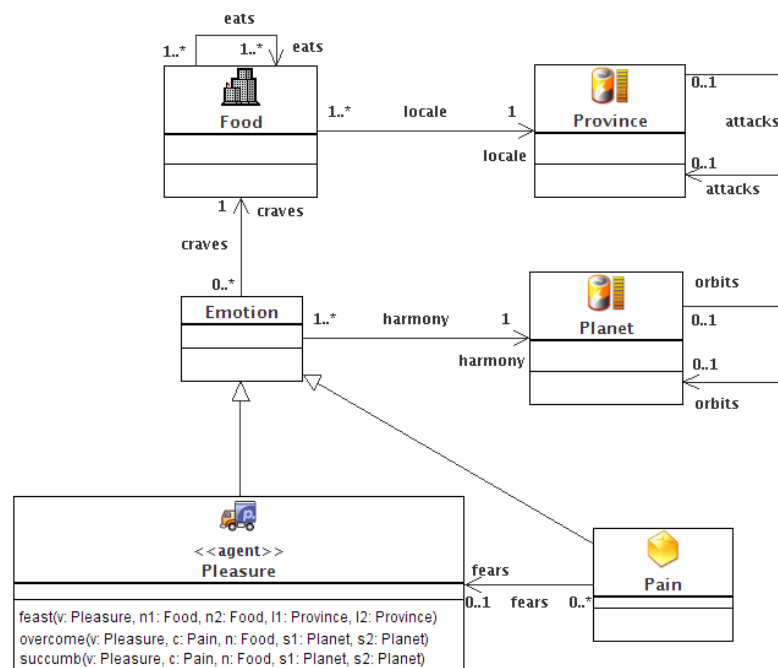 eats
1..* 1..* eats
Food
1..* locale 1
locale
Province
0..1
attacks
0..1
attacks
1 craves
craves
0..*
Emotion
1..* harmony 1
harmony
Planet
orbits
0..1
0..1
orbits
<<agent>>
Pleasure
feast(v: Pleasure, n1: Food, n2: Food, l1: Province, l2: Province)
overcome(v: Pleasure, c: Pain, n: Food, s1: Planet, s2: Planet)
succumb(v: Pleasure, c: Pain, n: Food, s1: Planet, s2: Planet)
fears
0..1 fears 0..*
Pain